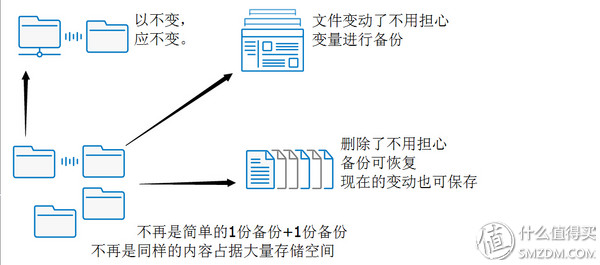 以不变，
应不变。
文件变动了不用担心
变量进行备份
删除了不用担心
备份可恢复
现在的变动也可保存
不再是简单的1份备份+1份备份
不再是同样的内容占据大量存储空间
值 什么值得买
SMZDM.COM